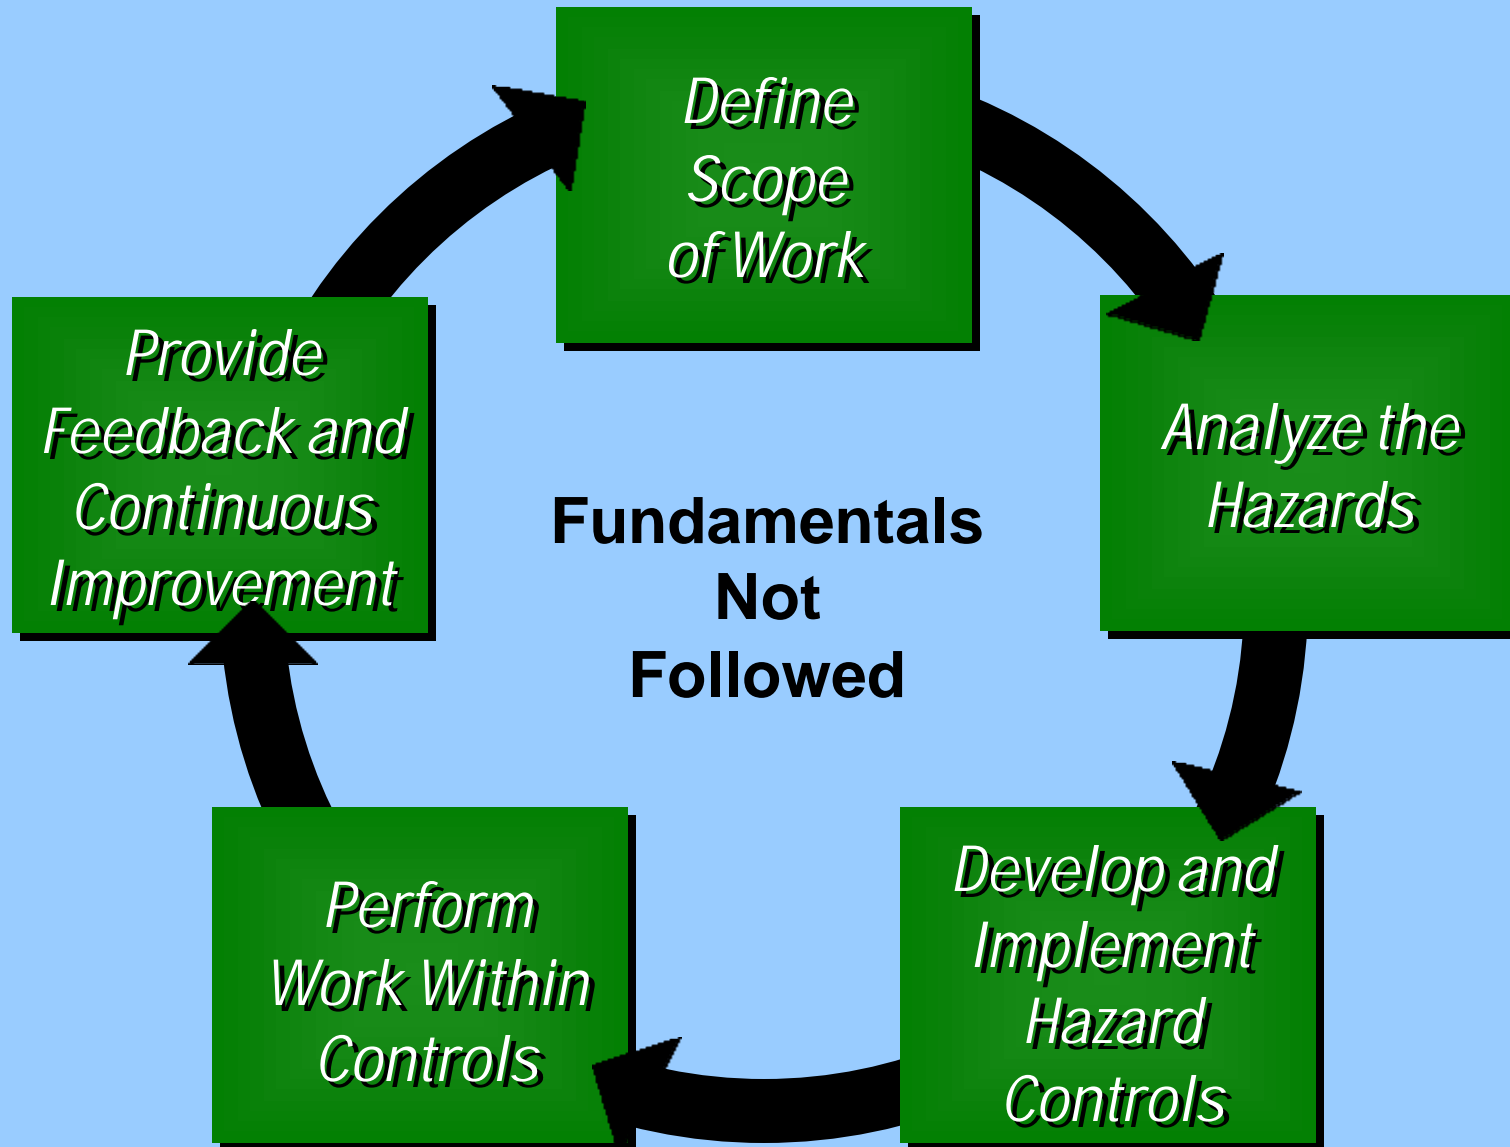 Define
Scope
of Work
Analyze the
Hazards
Develop and
Implement
Hazard
Controls
Perform
Work Within
Controls
Provide
Feedback and
Continuous
Improvement
Fundamentals
Not
Followed